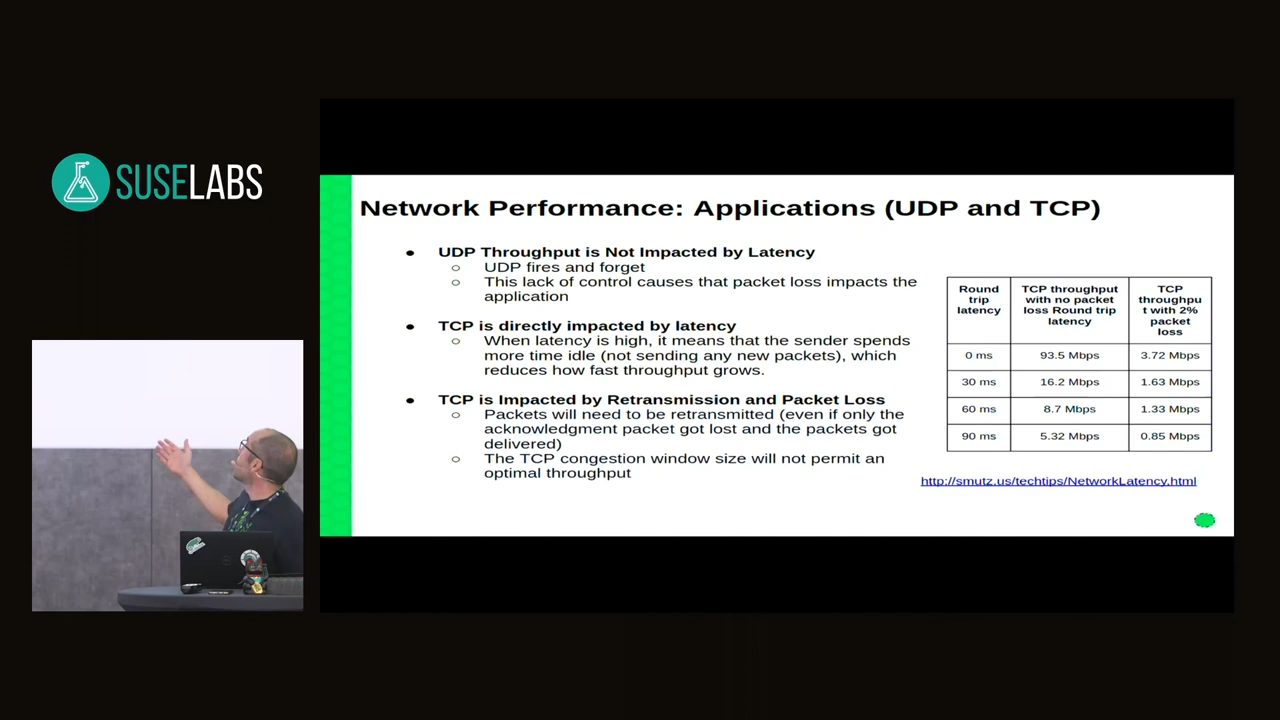 SUSELABS
Network Performance: Applications (UDP and TCP)
● UDP Throughput is Not Impacted by Latency
○ UDP fires and forget
○ This lack of control causes that packet loss impacts the
application
● TCP is directly impacted by latency
○ When latency is high, it means that the sender spends
more time idle (not sending any new packets), which
reduces how fast throughput grows.
● TCP is Impacted by Retransmission and Packet Loss
○ Packets will need to be retransmitted (even if only the
acknowledgment packet got lost and the packets got
delivered)
○ The TCP congestion window size will not permit an
optimal throughput
Round
trip
latency
TCP throughput
with no packet
loss Round trip
latency
TCP
throughpu
t with 2%
packet
loss
0 ms 93.5 Mbps 3.72 Mbps
30 ms 16.2 Mbps 1.63 Mbps
60 ms 8.7 Mbps 1.33 Mbps
90 ms 5.32 Mbps 0.85 Mbps
http://smutz.us/techtips/NetworkLatency.html